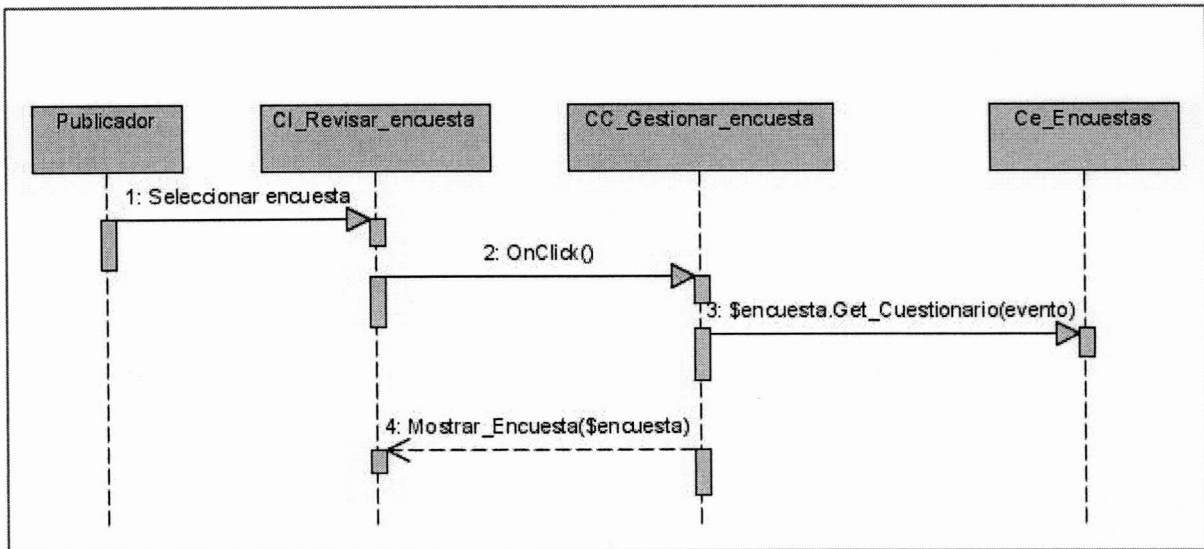 Publicador
CI_Revisar_encuesta
CC_Gestionar_encuesta
Ce_Encuestas
1: Seleccionar encuesta
2: OnClick()
3: $encuesta.Get_Cuestionario(evento)
4: Mostrar_Encuesta($encuesta)